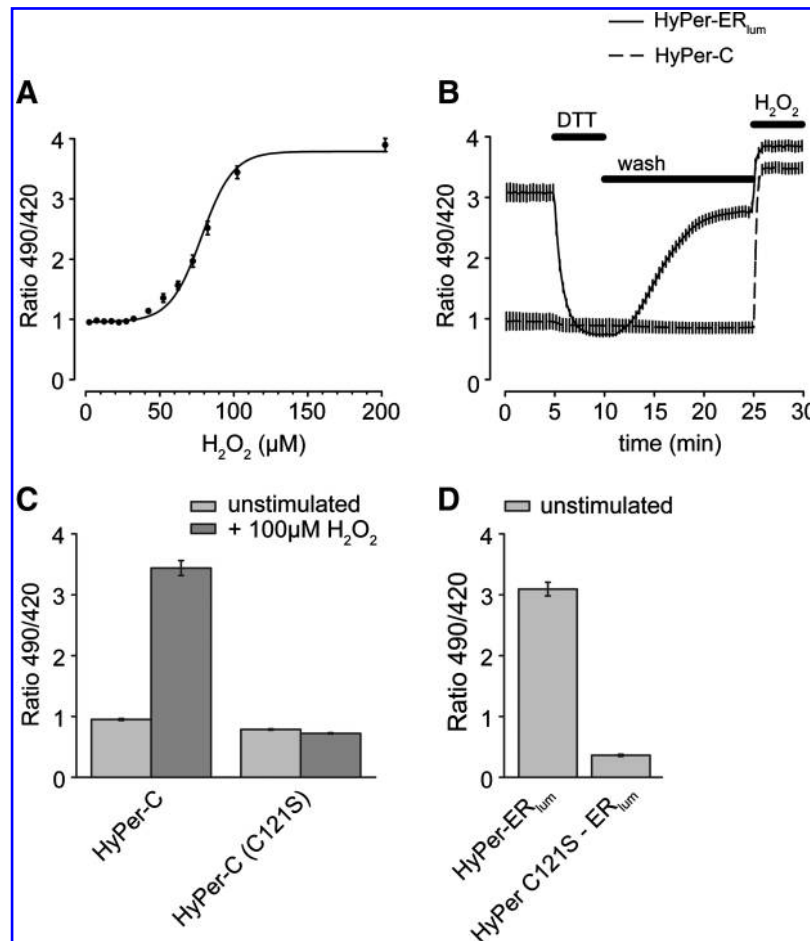 HyPer-ERlum
HyPer-C
A
B
DTT
H2O2
wash
Ratio 490/420
4
3
2
1
0
0
50
100
150
200
H2O2 (µM)
Ratio 490/420
4
3
2
1
0
0
5
10
15
20
25
30
time (min)
C
unstimulated
+ 100µM H2O2
Ratio 490/420
4
3
2
1
0
HyPer-C
HyPer-C (C121S)
D
unstimulated
Ratio 490/420
4
3
2
1
0
HyPer-ERlum
HyPer C121S - ERlum